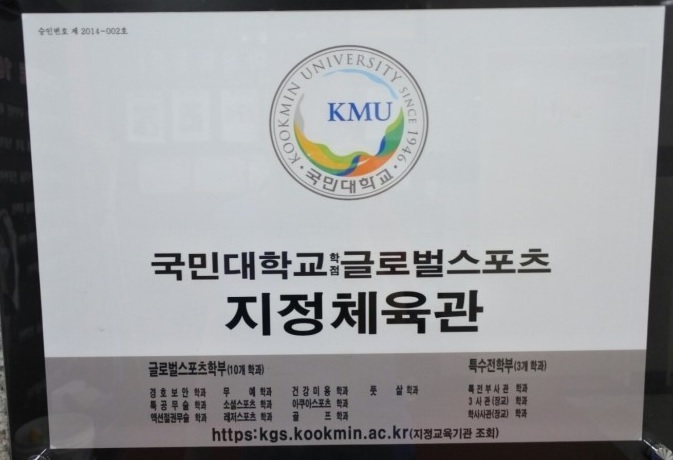 승인번호 제 2014-002호
KOOKMIN UNIVERSITY SINCE 1946
KMU
국민대학교
국민대학교 학점 글로벌스포츠
지정체육관
글로벌스포츠학부(10개 학과) 특수전학부(3개 학과)
경호보안 학과 무 예 학과 건강미용 학과 풋 살 학과 특전부사관 학과
특공무술 학과 소셜스포츠 학과 아쿠아스포츠 학과 3 사관(장교) 학과
액션절권무술 학과 레저스포츠 학과 골 프 학과 학사사관(장교) 학과
https:kgs.kookmin.ac.kr(지정교육기관 조회)